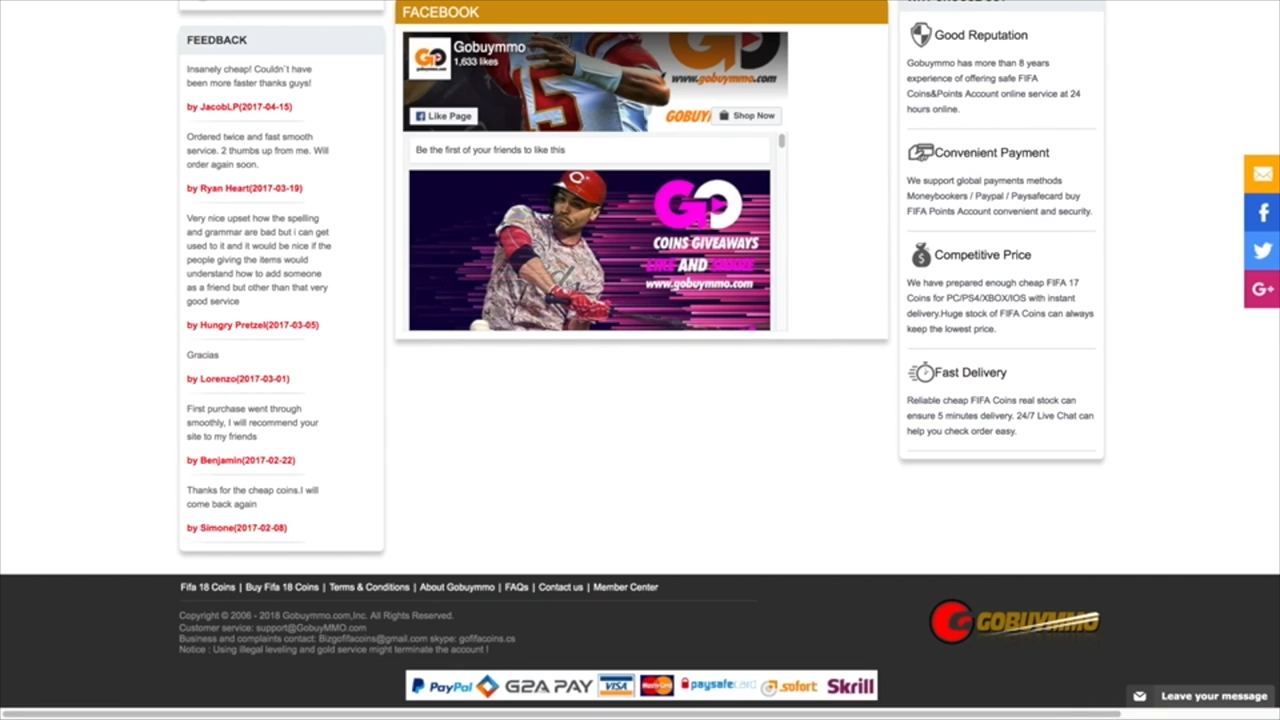 FEEDBACK
Insanely cheap! Couldn`t have
been more faster thanks guys!
by JacobLP(2017-04-15)
Ordered twice and fast smooth
service. 2 thumbs up from me. Will
order again soon.
by Ryan Heart(2017-03-19)
Very nice upset how the spelling
and grammar are bad but i can get
used to it and it would be nice if the
people giving the items would
understand how to add someone
as a friend but other than that very
good service
by Hungry Pretzel(2017-03-05)
Gracias
by Lorenzo(2017-03-01)
First purchase went through
smoothly, I will recommend your
site to my friends
by Benjamin(2017-02-22)
Thanks for the cheap coins.I will
come back again
by Simone(2017-02-08)
FACEBOOK
Gobuymmo
1,633 likes
www.gobuymmo.com
Like Page
GOBUY
Shop Now
Be the first of your friends to like this
GO
COINS GIVEAWAYS
LIKE AND SHARE
www.gobuymmo.com
Good Reputation
Gobuymmo has more than 8 years
experience of offering safe FIFA
Coins&Points Account online service at 24
hours online.
Convenient Payment
We support global payments methods
Moneybookers / Paypal / Paysafecard buy
FIFA Points Account convenient and security.
Competitive Price
We have prepared enough cheap FIFA 17
Coins for PC/PS4/XBOX/IOS with instant
delivery.Huge stock of FIFA Coins can always
keep the lowest price.
Fast Delivery
Reliable cheap FIFA Coins real stock can
ensure 5 minutes delivery. 24/7 Live Chat can
help you check order easy.
Fifa 18 Coins | Buy Fifa 18 Coins | Terms & Conditions | About Gobuymmo | FAQs | Contact us | Member Center
Copyright © 2006 - 2018 Gobuymmo.com,Inc. All Rights Reserved.
Customer service: support@GobuyMMO.com
Business and complaints contact: Bizgofifacoins@gmail.com skype: gofifacoins.cs
Notice : Using illegal leveling and gold service might terminate the account !
GOBUYMMO
PayPal G2A PAY VISA MasterCard paysafecard sofort Skrill
Leave your message